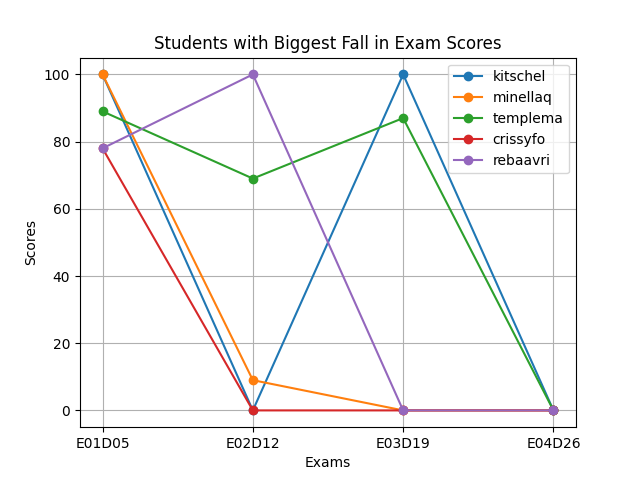 Students with Biggest Fall in Exam Scores
100
80
60
40
20
0
Scores
kitschel
minellaq
templema
crissyfo
rebaavri
E01D05 E02D12 E03D19 E04D26
Exams